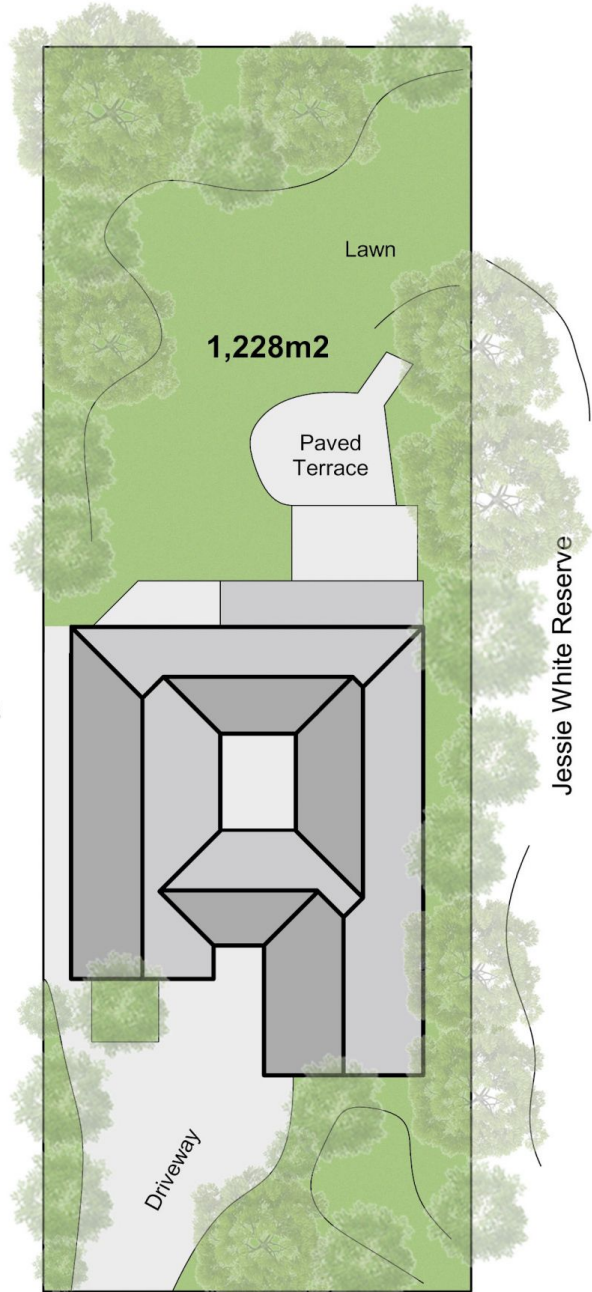 Lawn
1,228m2
Paved
Terrace
Jessie White Reserve
Driveway